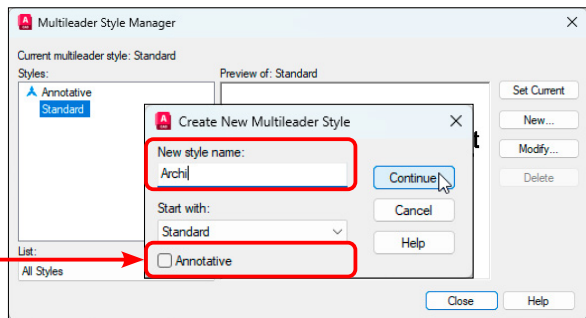 Multileader Style Manager
Current multileader style: Standard
Styles:
Preview of: Standard
Annotative
Standard
Set Current
New...
Modify...
Delete
Create New Multileader Style
New style name:
Archi
Continue
Start with:
Cancel
Standard
Help
Annotative
List:
All Styles
Close
Help